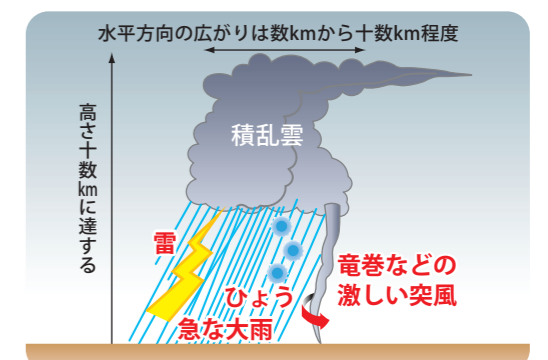 水平方向の広がりは数kmから十数km程度
高さ十数㎞に達する
積乱雲
雷
ひょう
急な大雨
竜巻などの
激しい突風